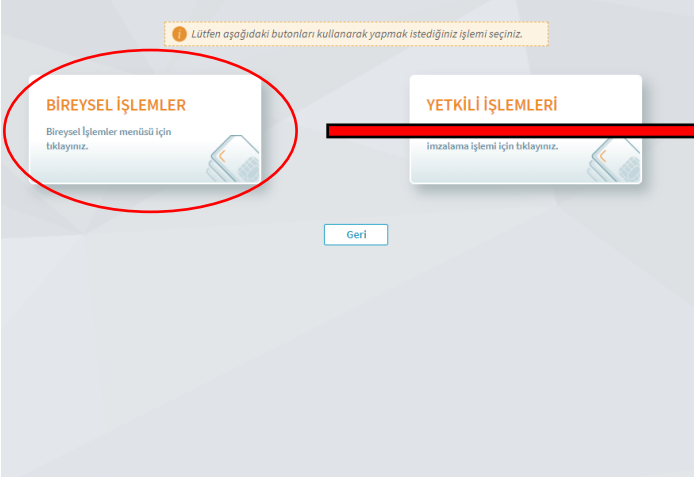 Lütfen aşağıdaki butonları kullanarak yapmak istediğiniz işlemi seçiniz.
BİREYSEL İŞLEMLER
Bireysel İşlemler menüsü için
tıklayınız.
YETKİLİ İŞLEMLERİ
imzalama işlemi için tıklayınız.
Geri